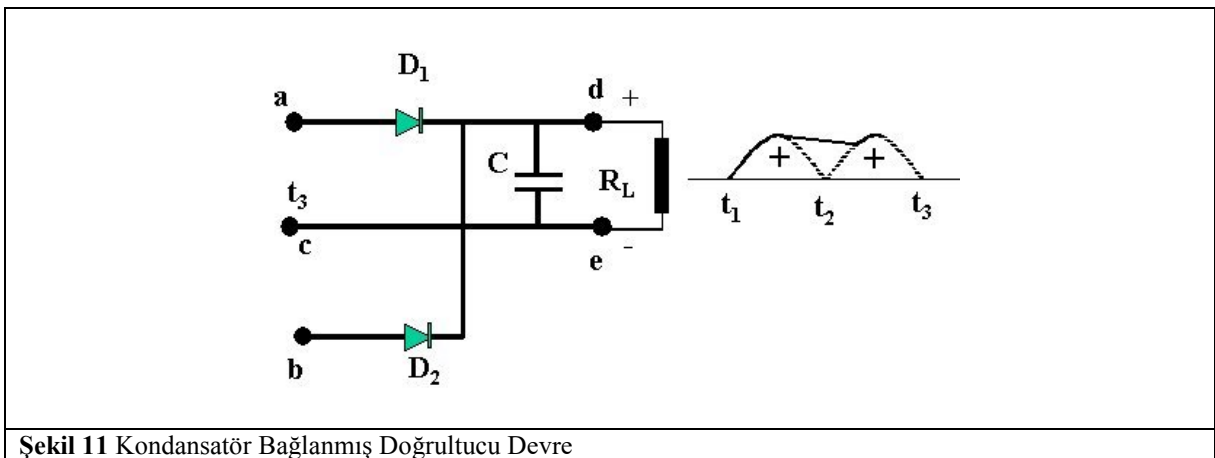 D1
a
d
+
C
RL
+
+
t3
t1
t2
t3
c
-
e
b
D2
Şekil 11 Kondansatör Bağlanmış Doğrultucu Devre